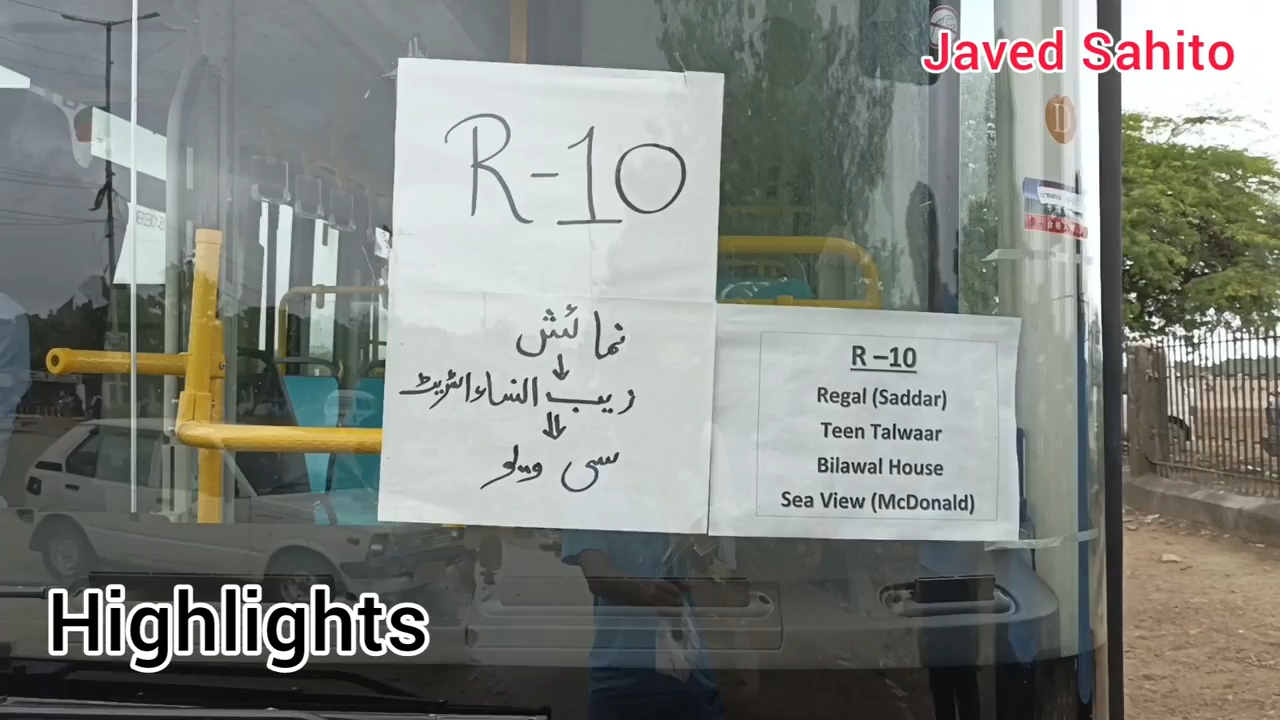 Javed Sahito
R-10
نمائش
زیب النساء اسٹریٹ
سی ویو
R –10
Regal (Saddar)
Teen Talwaar
Bilawal House
Sea View (McDonald)
D
Highlights